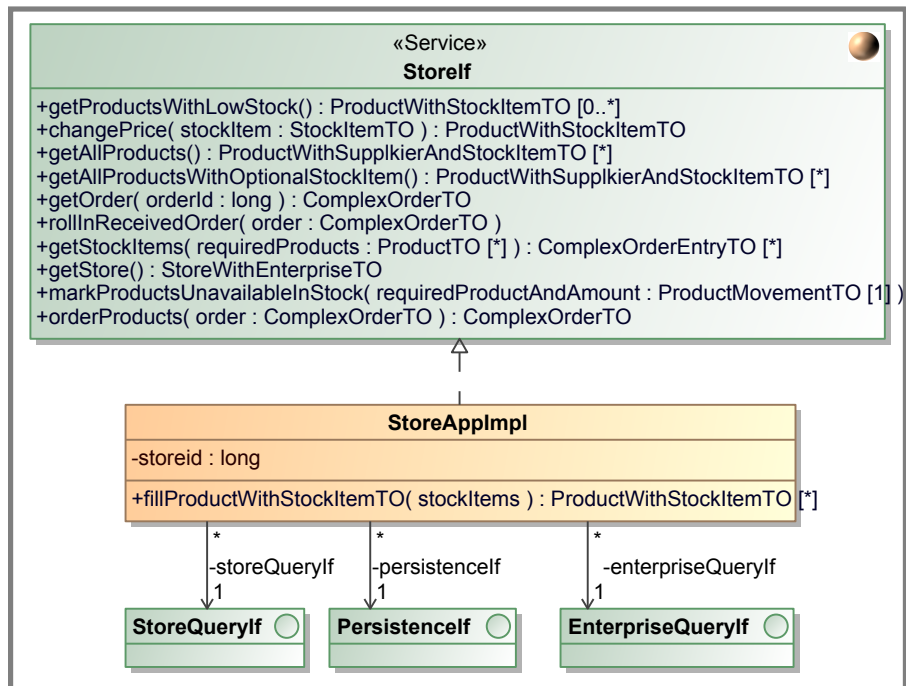 «Service»
StoreIf
+getProductsWithLowStock() : ProductWithStockItemTO [0..*]
+changePrice( stockItem : StockItemTO ) : ProductWithStockItemTO
+getAllProducts() : ProductWithSupplkierAndStockItemTO [*]
+getAllProductsWithOptionalStockItem() : ProductWithSupplkierAndStockItemTO [*]
+getOrder( orderId : long ) : ComplexOrderTO
+rollInReceivedOrder( order : ComplexOrderTO )
+getStockItems( requiredProducts : ProductTO [*] ) : ComplexOrderEntryTO [*]
+getStore() : StoreWithEnterpriseTO
+markProductsUnavailableInStock( requiredProductAndAmount : ProductMovementTO [1] )
+orderProducts( order : ComplexOrderTO ) : ComplexOrderTO
StoreAppImpl
-storeid : long
+fillProductWithStockItemTO( stockItems ) : ProductWithStockItemTO [*]
* * *
-storeQueryIf -persistenceIf -enterpriseQueryIf
1 1 1
StoreQueryIf PersistenceIf EnterpriseQueryIf